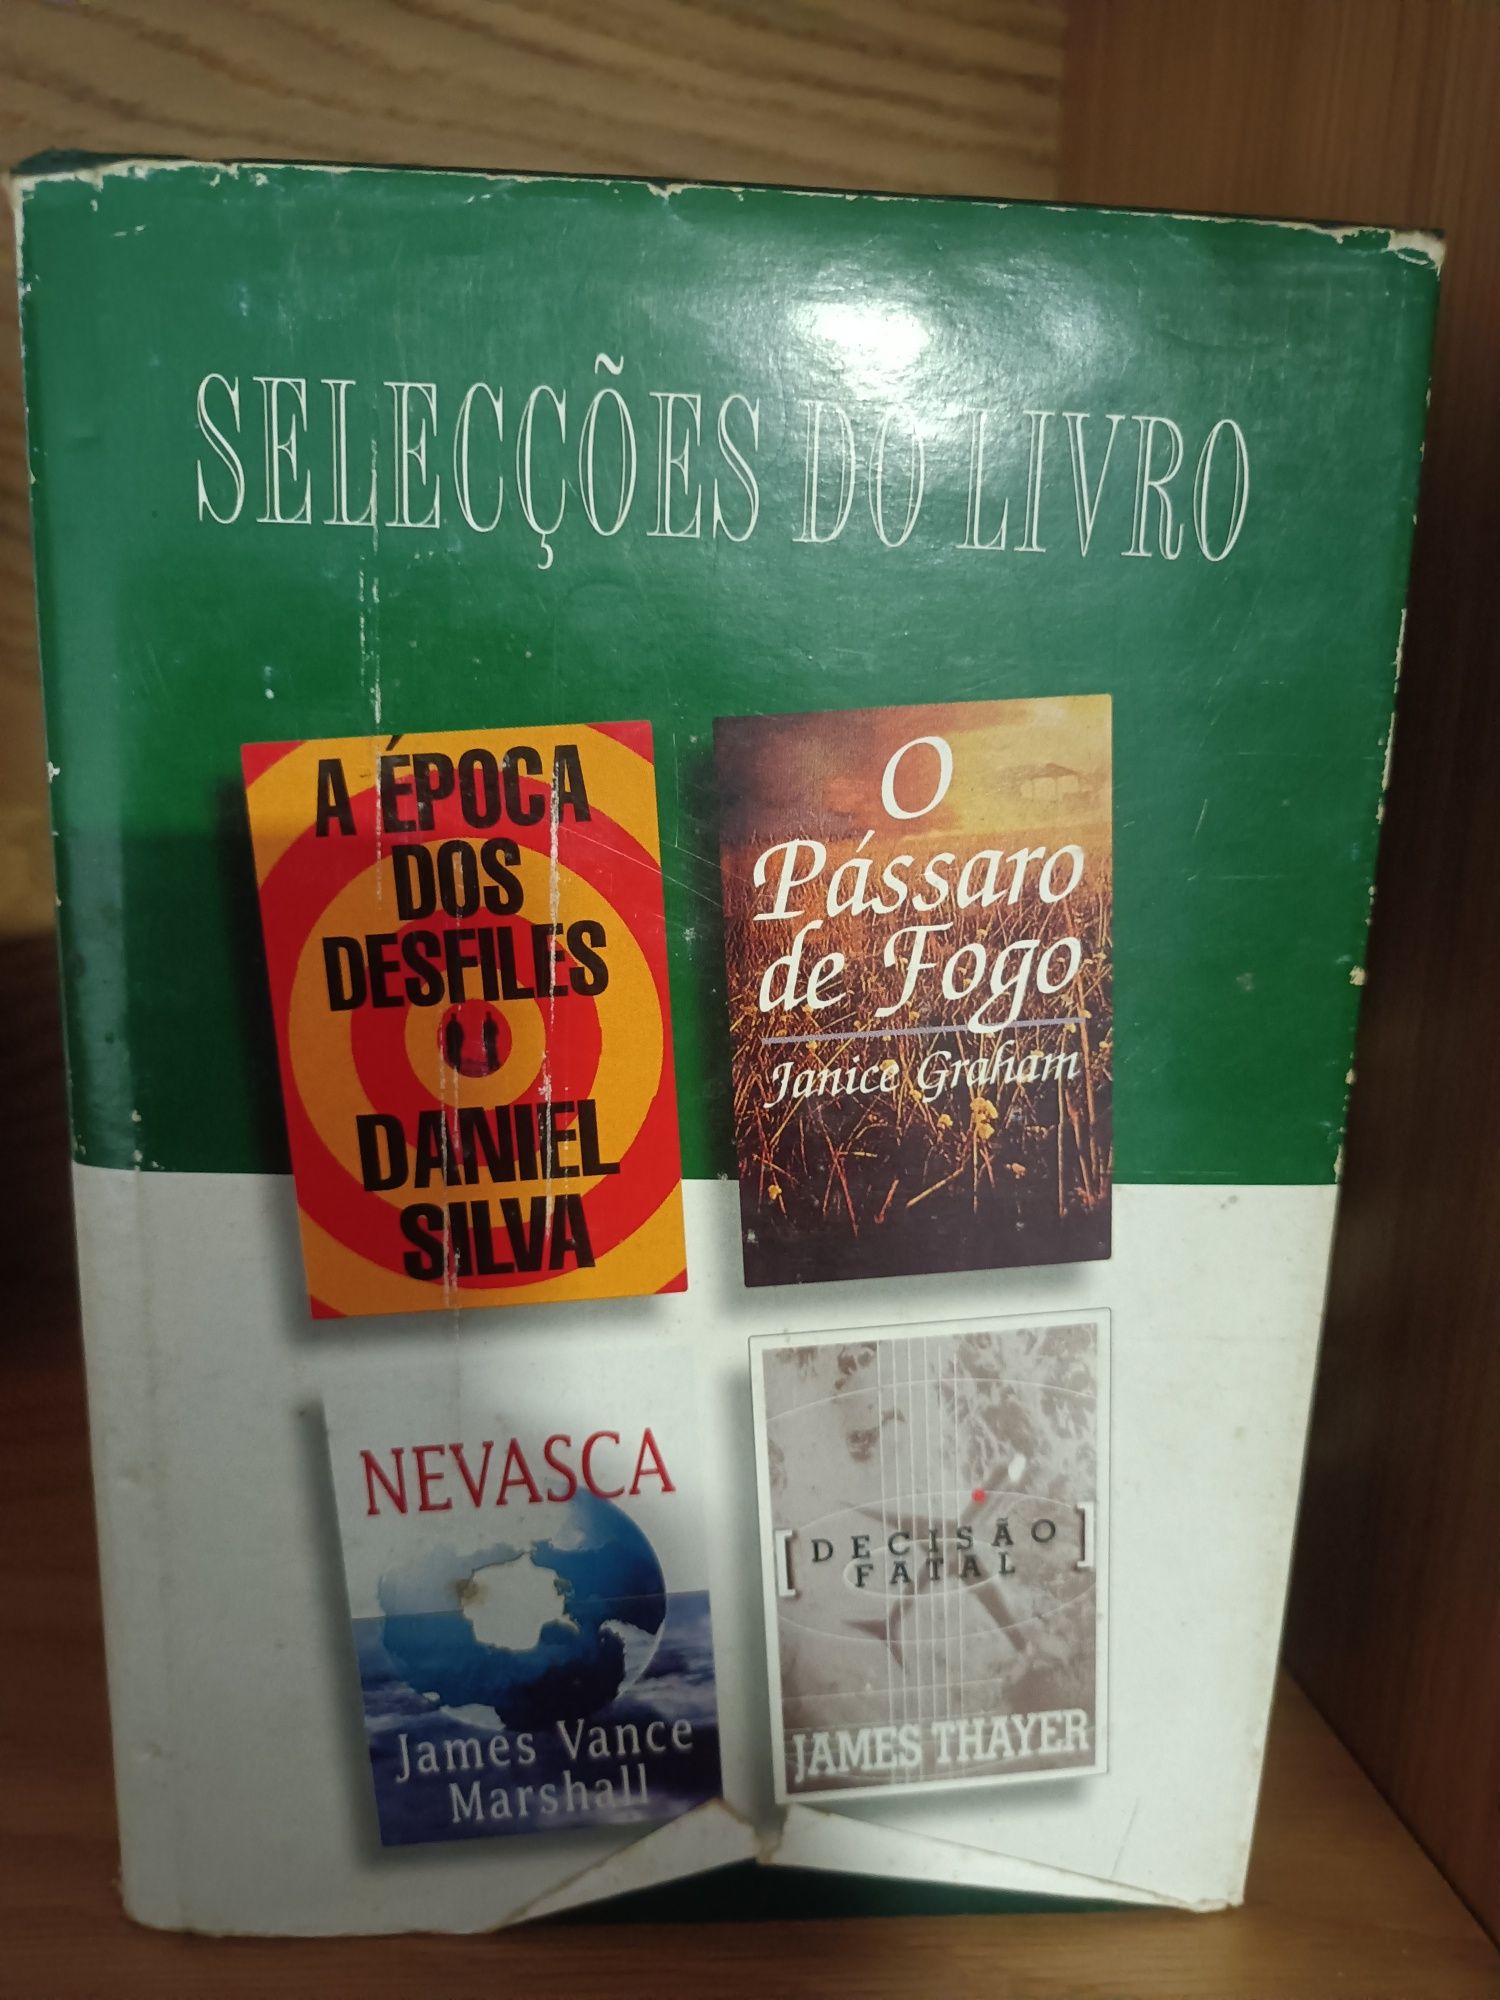 SELECÇÕES DO LIVRO
A ÉPOCA
DOS
DESFILES
DANIEL
SILVA
O
Pássaro
de Fogo
Janice Graham
NEVASCA
James Vance
Marshall
[DECISÃO
FATAL]
JAMES THAYER